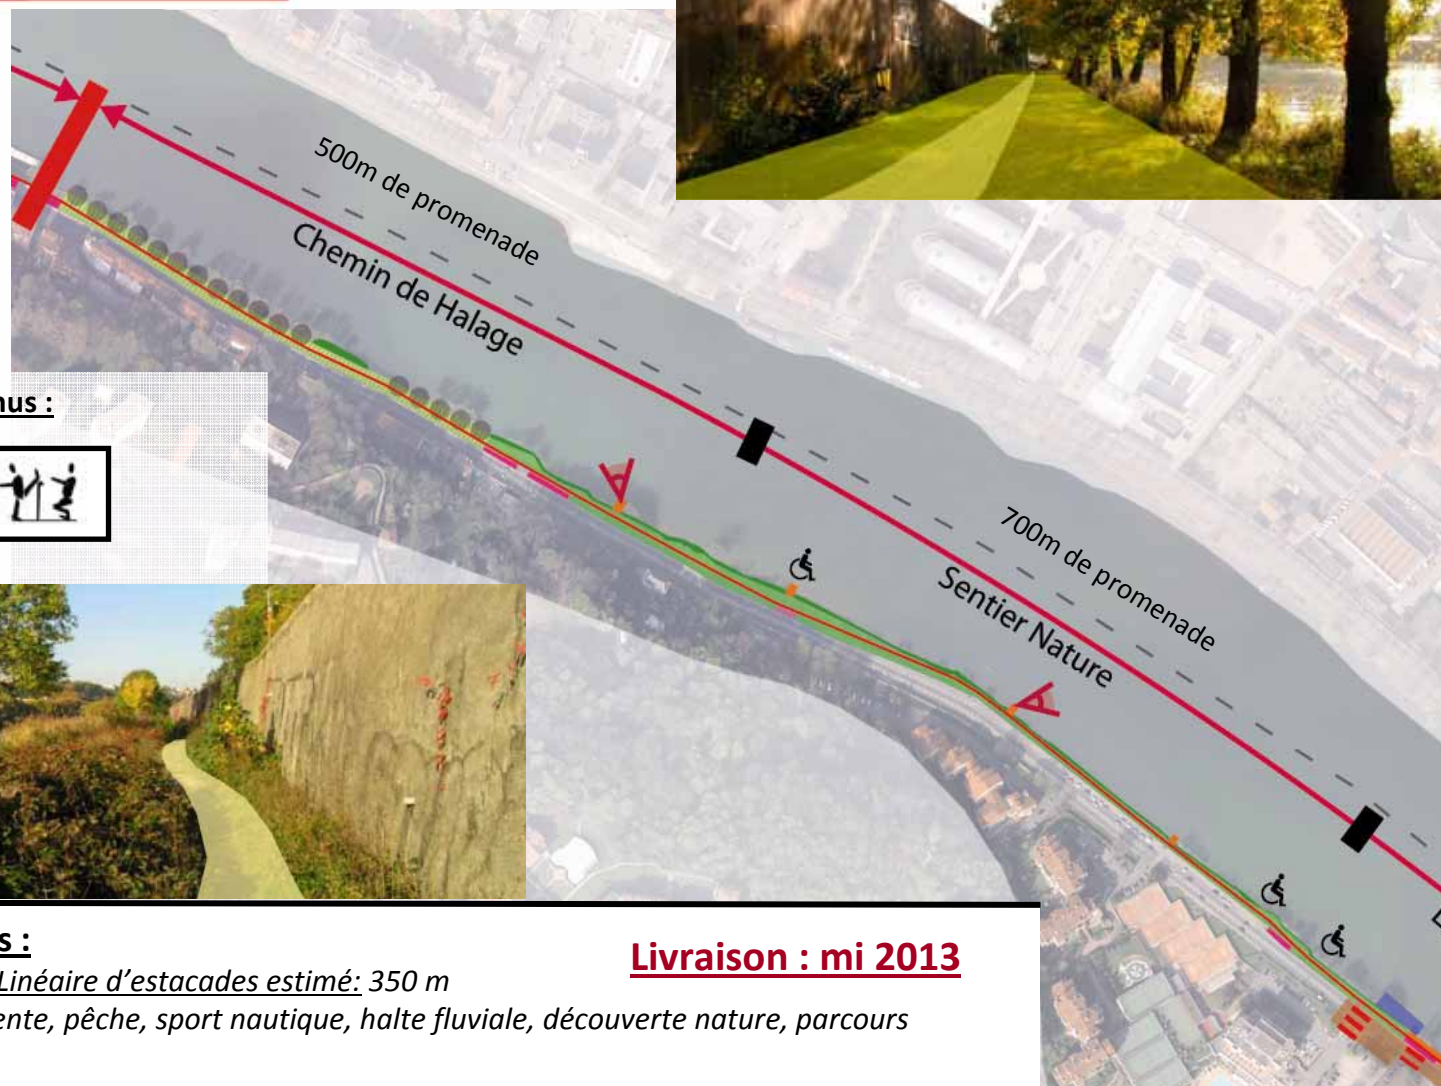 500m de promenade
Chemin de Halage
700m de promenade
Sentier Nature
nus :
s :
Livraison : mi 2013
Linéaire d'estacades estimé: 350 m
ente, pêche, sport nautique, halte fluviale, découverte nature, parcours